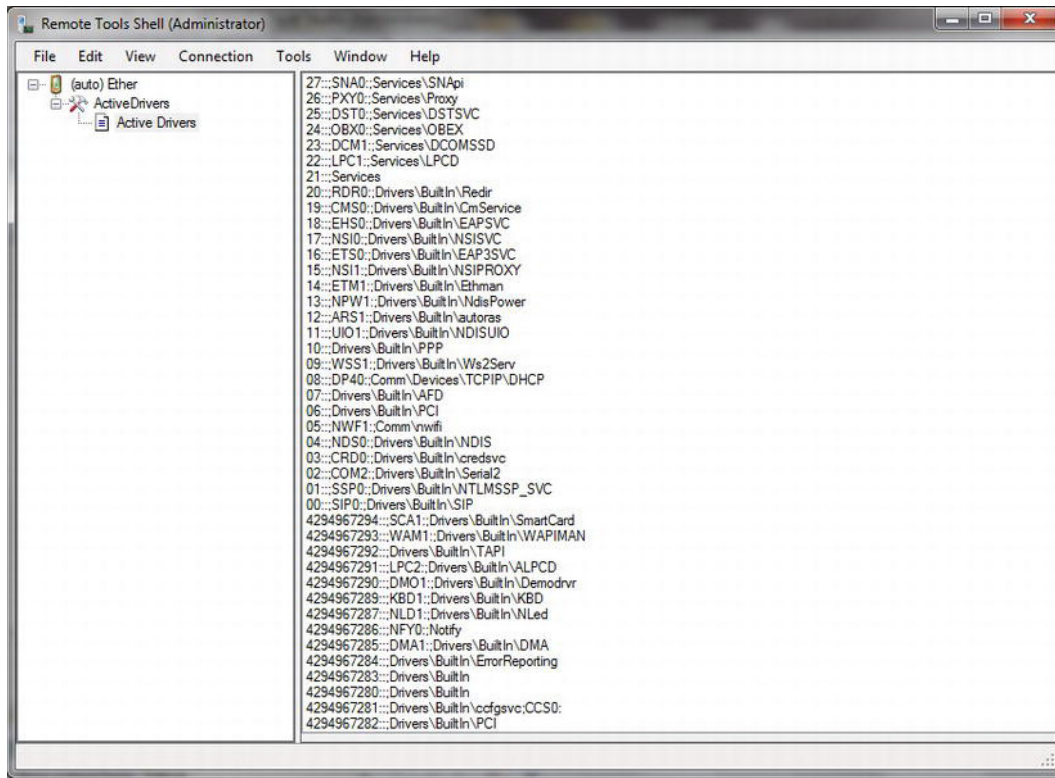 Remote Tools Shell (Administrator)
File Edit View Connection Tools Window Help
(auto) Ether
ActiveDrivers
Active Drivers
27::;SNA0:;Services\SNApi
26::;PXY0:;Services\Proxy
25::;DST0:;Services\DSTSVC
24::;OBX0:;Services\OBEX
23::;DCM1:;Services\DCOMSSD
22::;LPC1:;Services\LPCD
21::;Services
20::;RDR0:;Drivers\BuiltIn\Redir
19::;CMS0:;Drivers\BuiltIn\CmService
18::;EHS0:;Drivers\BuiltIn\EAPSVC
17::;NSI0:;Drivers\BuiltIn\NSISVC
16::;ETS0:;Drivers\BuiltIn\EAP3SVC
15::;NSI1:;Drivers\BuiltIn\NSIPROXY
14::;ETM1:;Drivers\BuiltIn\Ethman
13::;NPW1:;Drivers\BuiltIn\NdisPower
12::;ARS1:;Drivers\BuiltIn\autoras
11::;UIO1:;Drivers\BuiltIn\NDISUIO
10::;Drivers\BuiltIn\PPP
09::;WSS1:;Drivers\BuiltIn\Ws2Serv
08::;DP40:;Comm\Devices\TCPIP\DHCP
07::;Drivers\BuiltIn\AFD
06::;Drivers\BuiltIn\PCI
05::;NWF1:;Comm\nwifi
04::;NDS0:;Drivers\BuiltIn\NDIS
03::;CRD0:;Drivers\BuiltIn\credsvc
02::;COM2:;Drivers\BuiltIn\Serial2
01::;SSP0:;Drivers\BuiltIn\NTLMSSP_SVC
00::;SIP0:;Drivers\BuiltIn\SIP
4294967294::;SCA1:;Drivers\BuiltIn\SmartCard
4294967293::;WAM1:;Drivers\BuiltIn\WAPIMAN
4294967292::;Drivers\BuiltIn\TAPI
4294967291::;LPC2:;Drivers\BuiltIn\ALPCD
4294967290::;DMO1:;Drivers\BuiltIn\Demodrvr
4294967289::;KBD1:;Drivers\BuiltIn\KBD
4294967287::;NLD1:;Drivers\BuiltIn\NLed
4294967286::;NFY0:;Notify
4294967285::;DMA1:;Drivers\BuiltIn\DMA
4294967284::;Drivers\BuiltIn\ErrorReporting
4294967283::;Drivers\BuiltIn
4294967280::;Drivers\BuiltIn
4294967281::;Drivers\BuiltIn\ccfgsvc;CCS0:
4294967282::;Drivers\BuiltIn\PCI